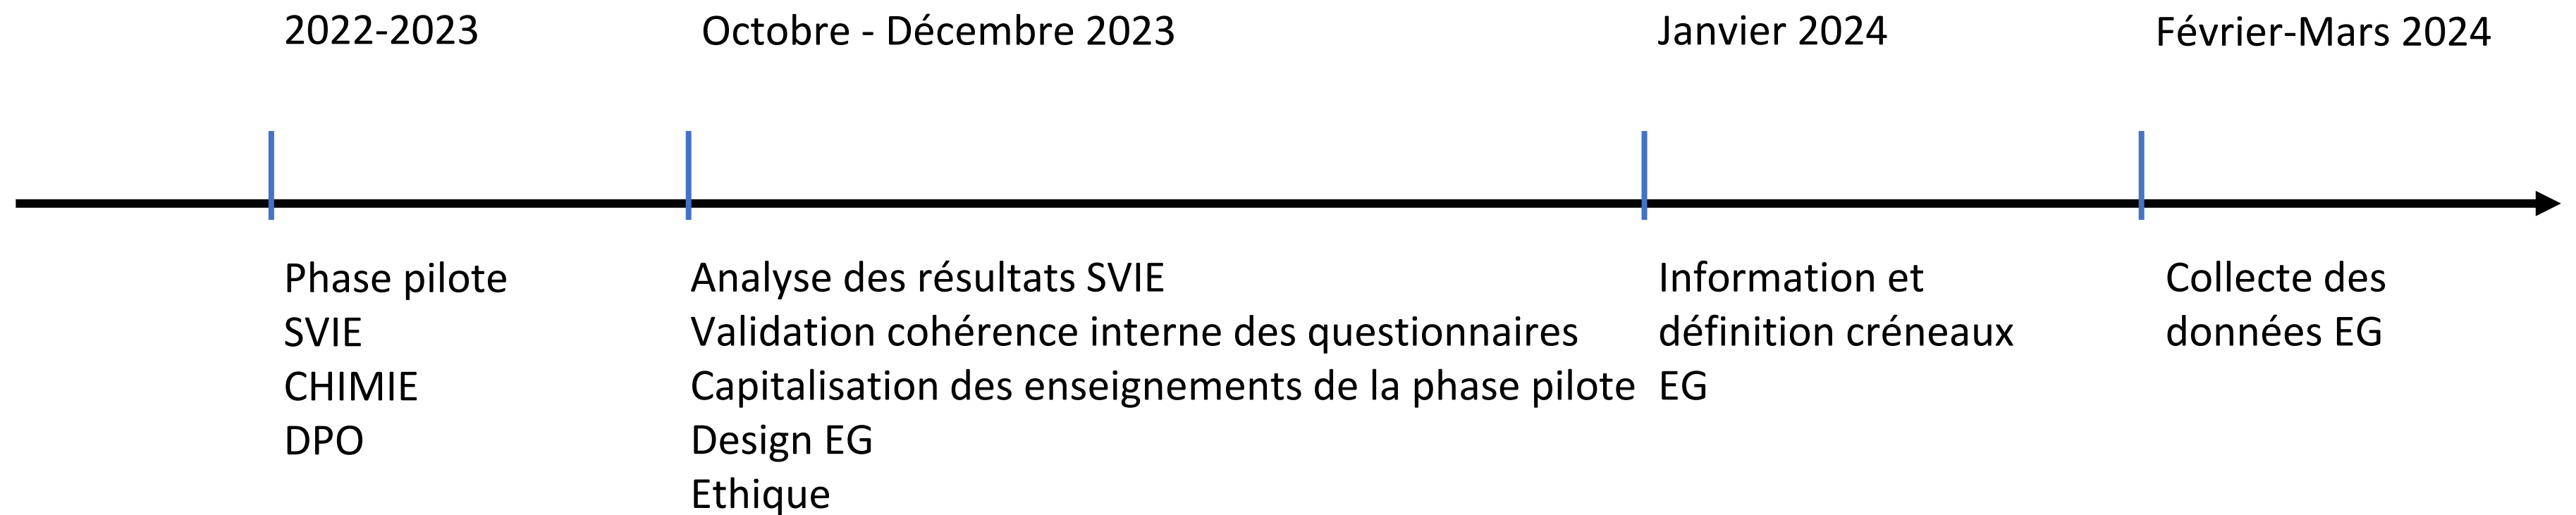 2022-2023
Octobre - Décembre 2023
Janvier 2024
Février-Mars 2024
Phase pilote
SVIE
CHIMIE
DPO
Analyse des résultats SVIE
Validation cohérence interne des questionnaires
Capitalisation des enseignements de la phase pilote
Design EG
Ethique
Information et
définition créneaux
EG
Collecte des
données EG